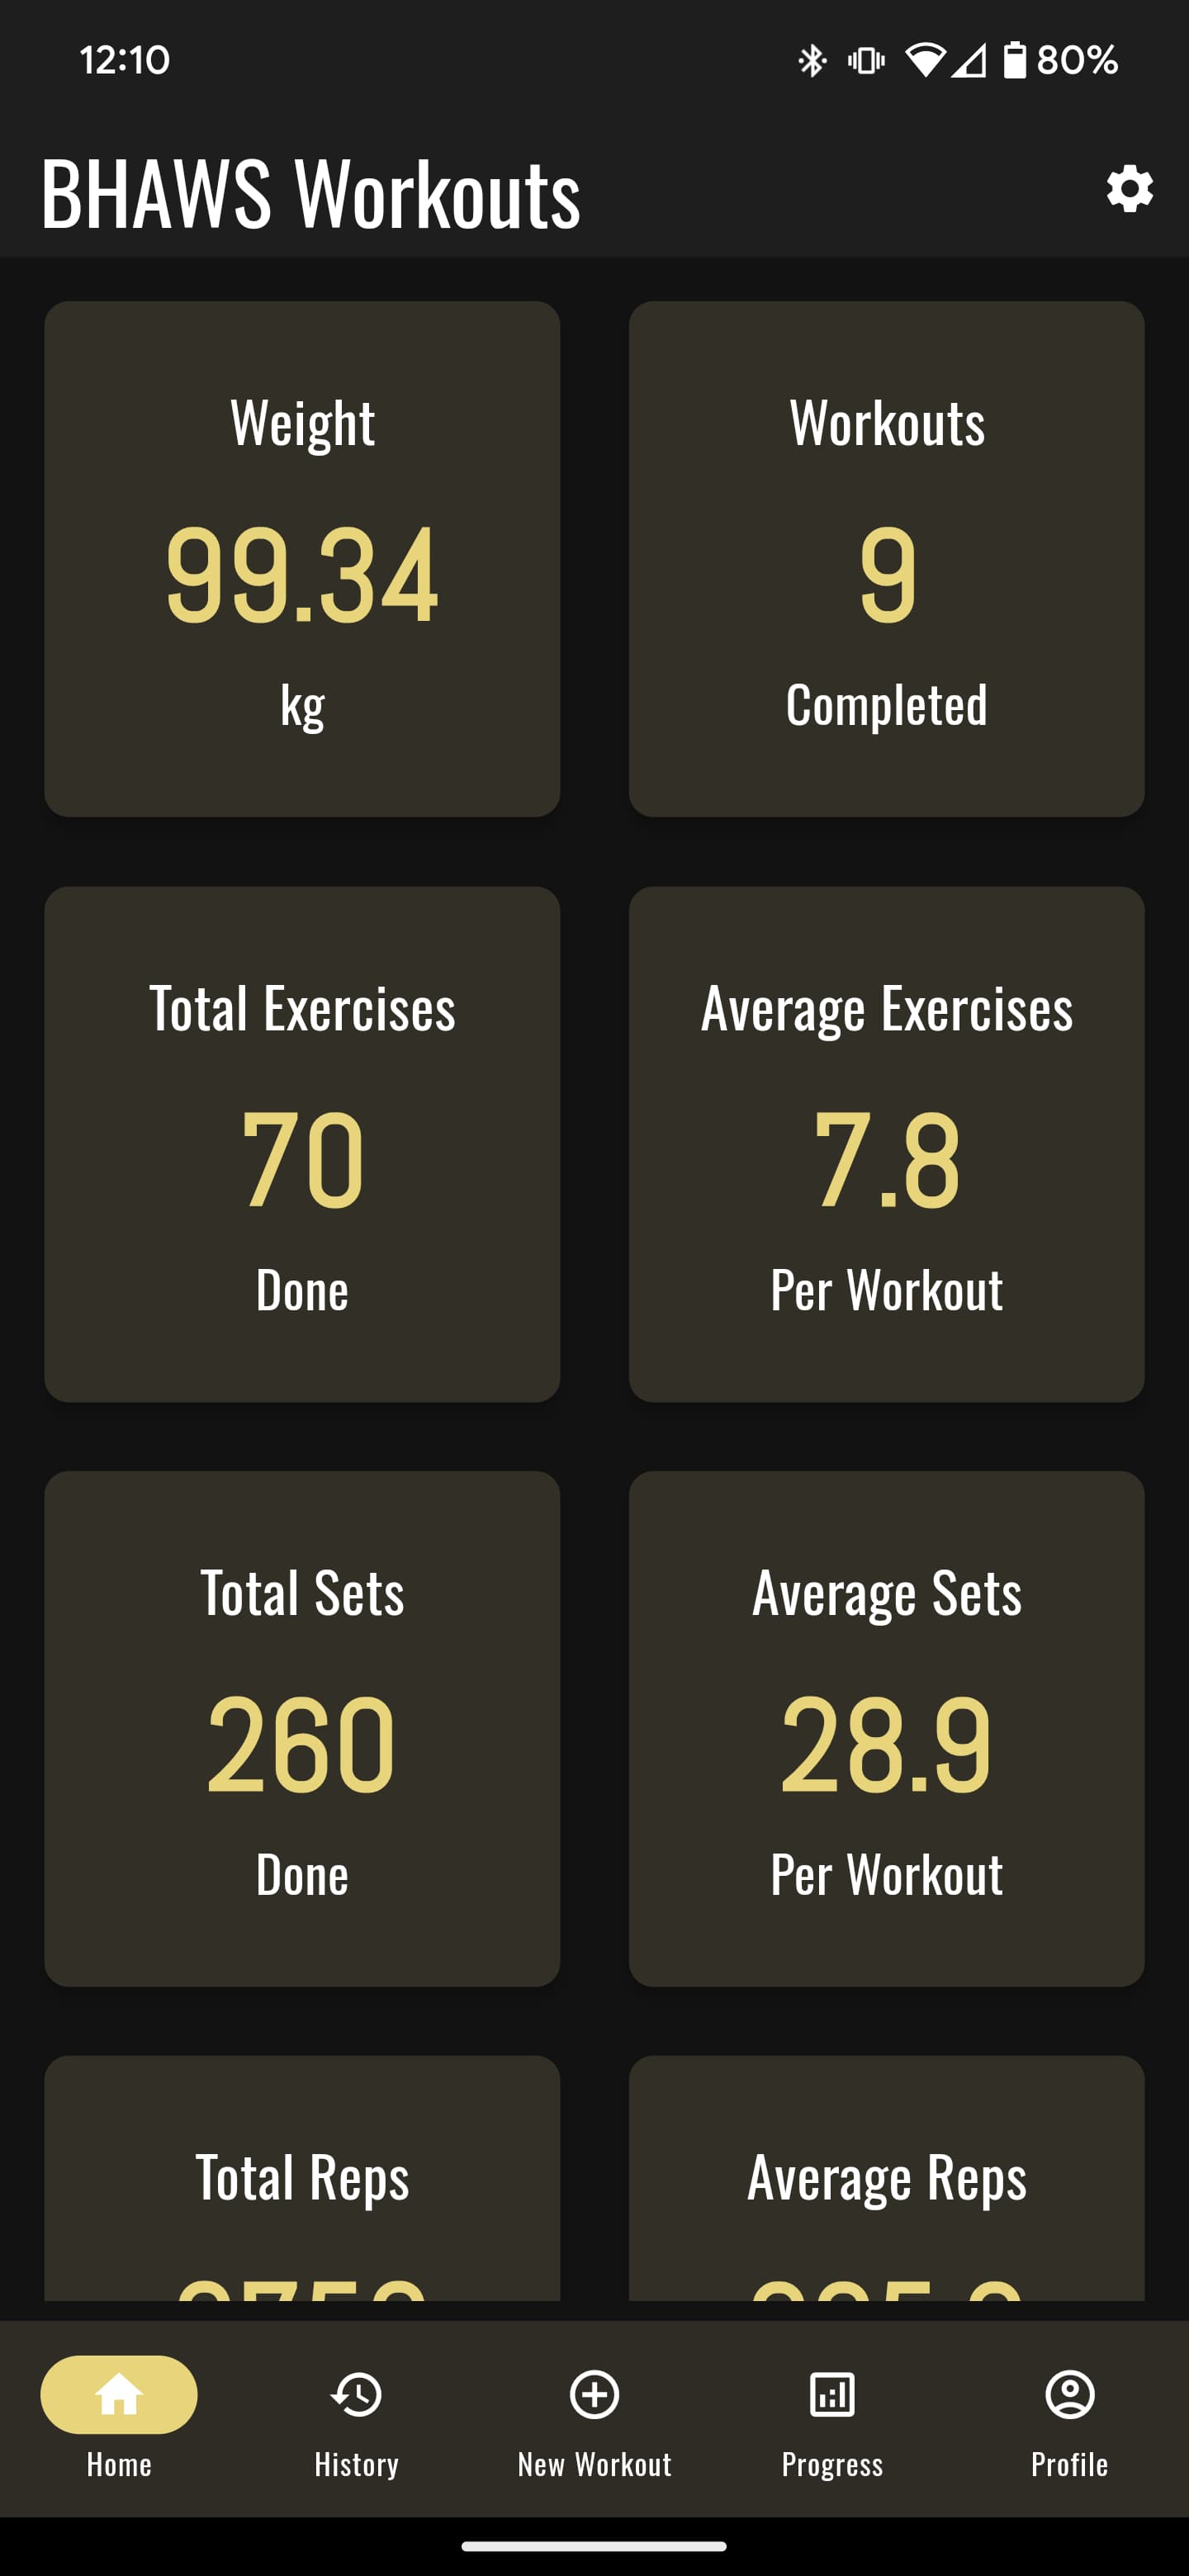 12:10
80%
BHAWS Workouts
Weight
99.34
kg
Workouts
9
Completed
Total Exercises
70
Done
Average Exercises
7.8
Per Workout
Total Sets
260
Done
Average Sets
28.9
Per Workout
Total Reps
Average Reps
Home
History
New Workout
Progress
Profile